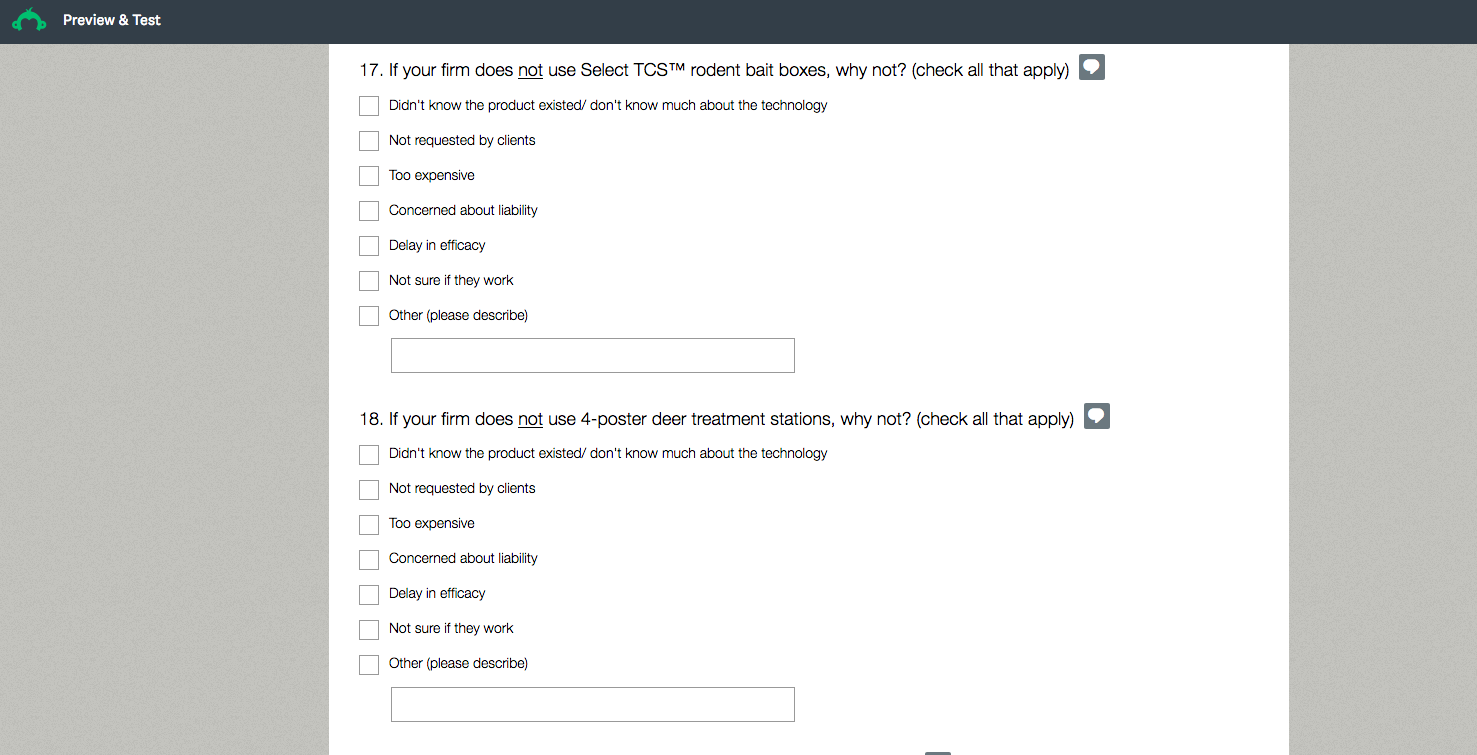 Preview & Test
17. If your firm does not use Select TCS™ rodent bait boxes, why not? (check all that apply)
Didn't know the product existed/ don't know much about the technology
Not requested by clients
Too expensive
Concerned about liability
Delay in efficacy
Not sure if they work
Other (please describe)
18. If your firm does not use 4-poster deer treatment stations, why not? (check all that apply)
Didn't know the product existed/ don't know much about the technology
Not requested by clients
Too expensive
Concerned about liability
Delay in efficacy
Not sure if they work
Other (please describe)